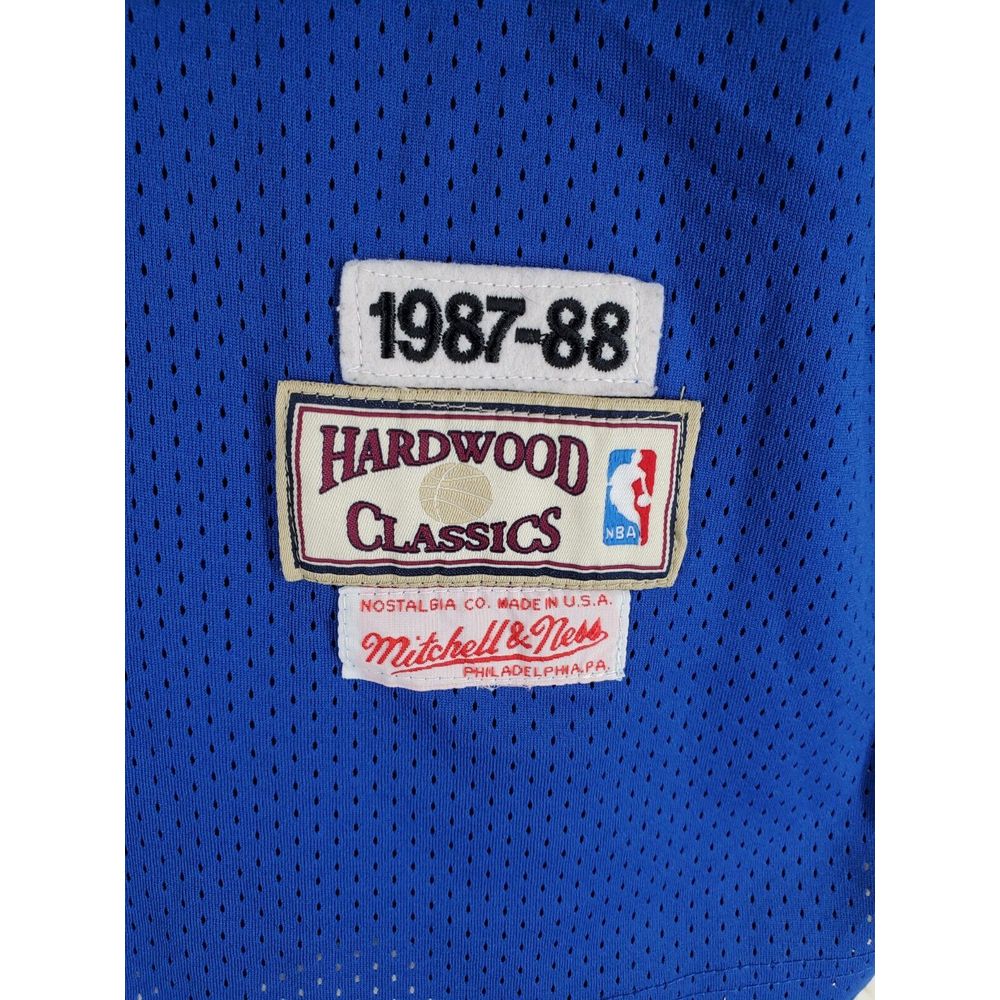 1987-88
HARDWOOD
CLASSICS
NBA
NOSTALGIA CO. MADE IN U.S.A.
Mitchell & Ness
PHILADELPHIA, PA.